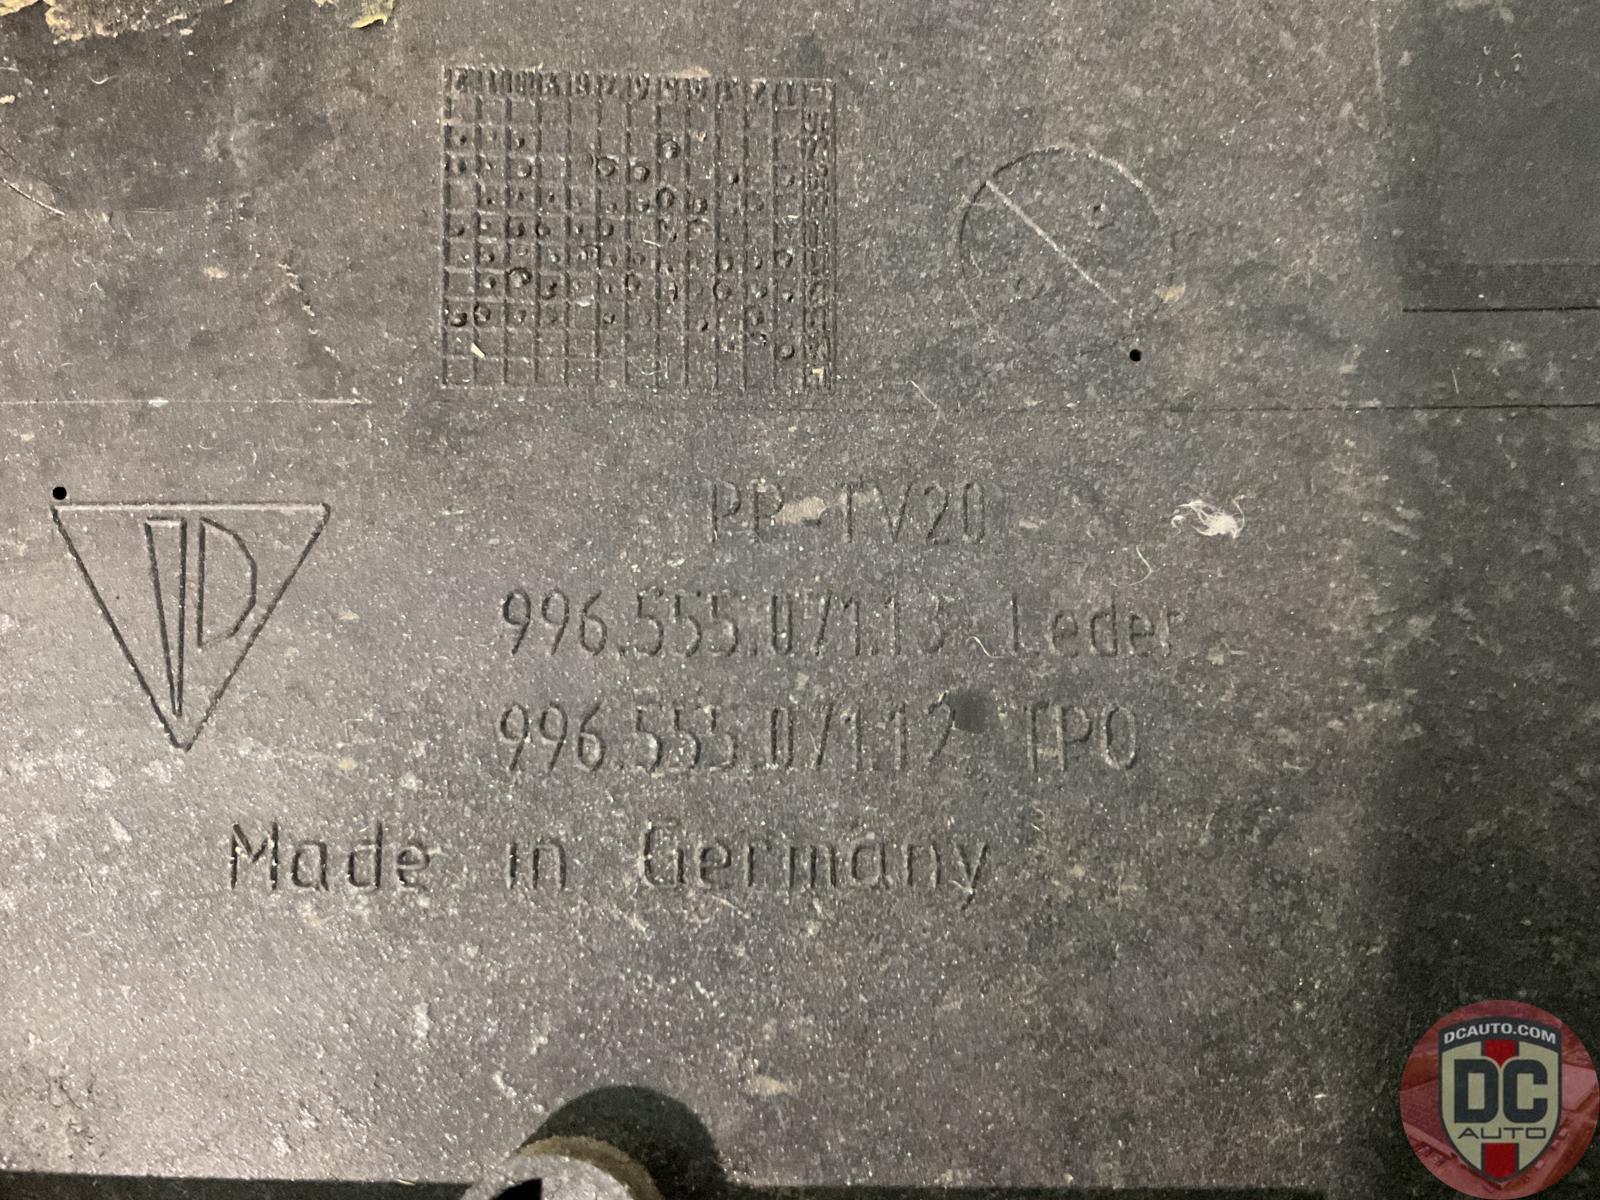 PP-TV20
996.555.071.13 Leder
996.555.071.12 TPO
Made in Germany
DCAUTO.COM
DC
AUTO